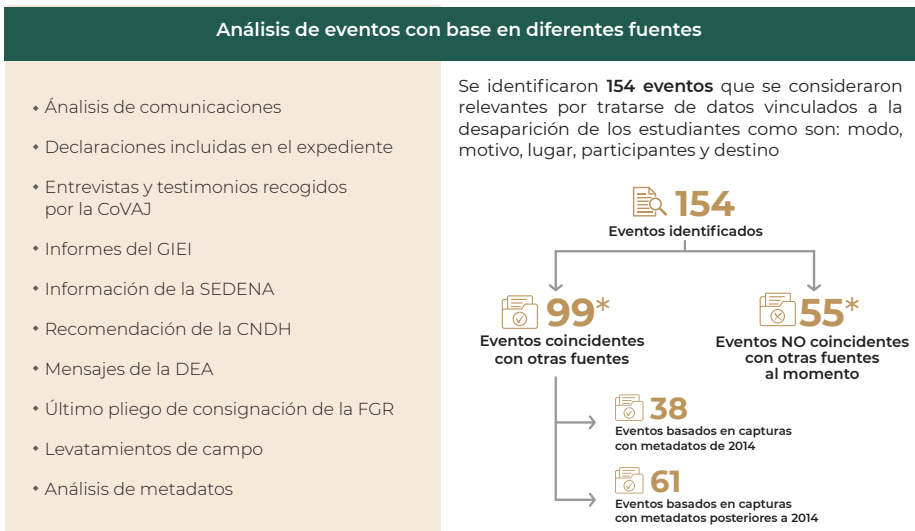 Análisis de eventos con base en diferentes fuentes
• Ánalisis de comunicaciones
• Declaraciones incluidas en el expediente
• Entrevistas y testimonios recogidos
por la CoVAJ
• Informes del GIEI
• Información de la SEDENA
• Recomendación de la CNDH
• Mensajes de la DEA
• Último pliego de consignación de la FGR
• Levatamientos de campo
• Análisis de metadatos
Se identificaron 154 eventos que se consideraron
relevantes por tratarse de datos vinculados a la
desaparición de los estudiantes como son: modo,
motivo, lugar, participantes y destino
154
Eventos identificados
99*
Eventos coincidentes
con otras fuentes
55*
Eventos NO coincidentes
con otras fuentes
al momento
38
Eventos basados en capturas
con metadatos de 2014
61
Eventos basados en capturas
con metadatos posteriores a 2014